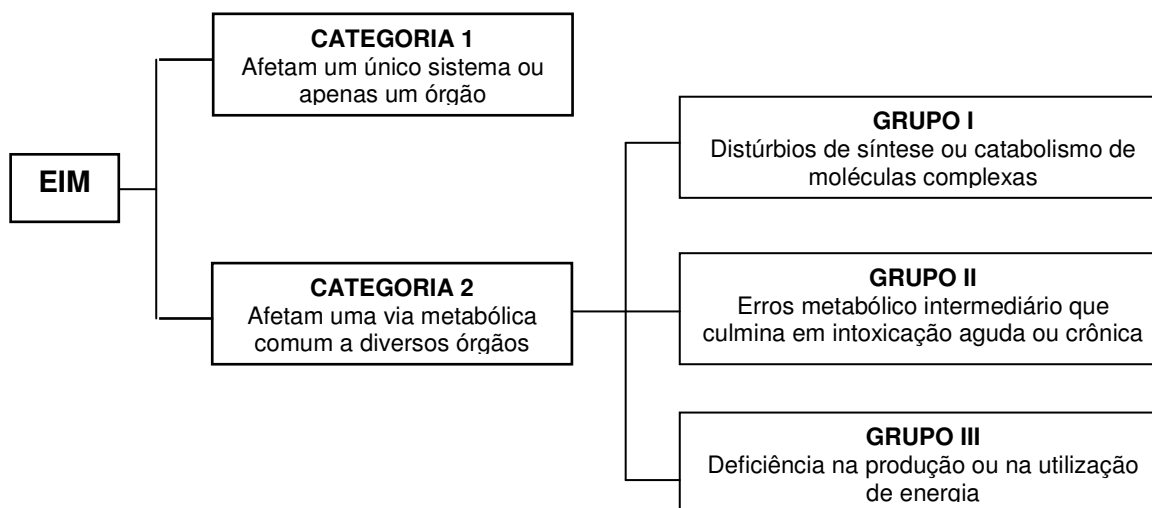 EIM
CATEGORIA 1
Afetam um único sistema ou
apenas um órgão
CATEGORIA 2
Afetam uma via metabólica
comum a diversos órgãos
GRUPO I
Distúrbios de síntese ou catabolismo de
moléculas complexas
GRUPO II
Erros metabólico intermediário que
culmina em intoxicação aguda ou crônica
GRUPO III
Deficiência na produção ou na utilização
de energia